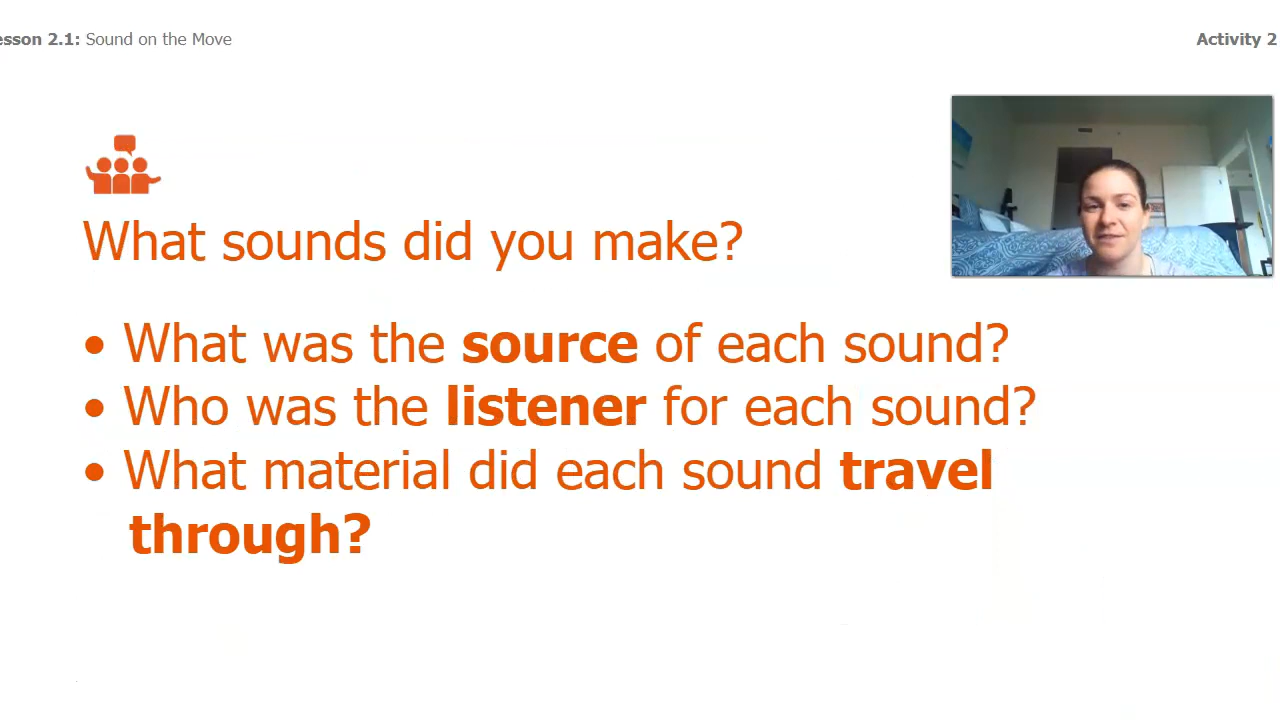 esson 2.1: Sound on the Move
Activity 2
What sounds did you make?
• What was the source of each sound?
• Who was the listener for each sound?
• What material did each sound travel
through?